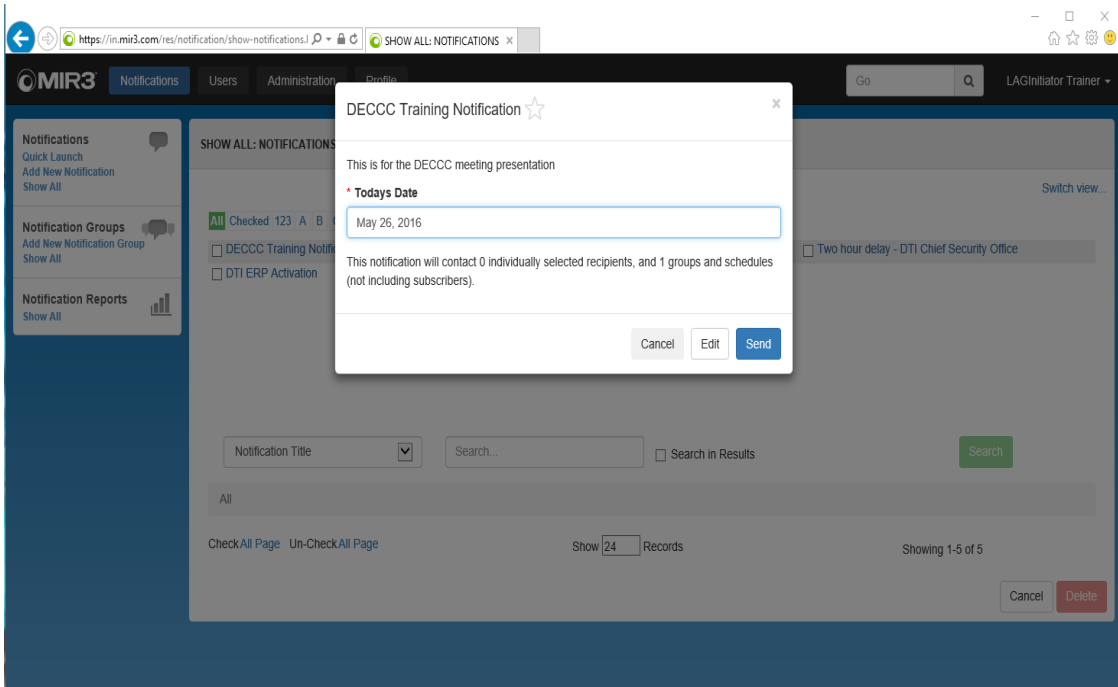 https://in.mir3.com/res/notification/show-notifications.l
SHOW ALL: NOTIFICATIONS
MIR3 Notifications Users Administration Profile Go LAGInitiator Trainer
Notifications
Quick Launch
Add New Notification
Show All
Notification Groups
Add New Notification Group
Show All
Notification Reports
Show All
SHOW ALL: NOTIFICATIONS
Switch view...
All Checked 123 A B
DECCC Training Notifi Two hour delay - DTI Chief Security Office
DTI ERP Activation
DECCC Training Notification
x
This is for the DECCC meeting presentation
* Todays Date
May 26, 2016
This notification will contact 0 individually selected recipients, and 1 groups and schedules
(not including subscribers).
Cancel Edit Send
Notification Title Search... Search in Results Search
All
Check All Page Un-Check All Page Show 24 Records Showing 1-5 of 5
Cancel Delete